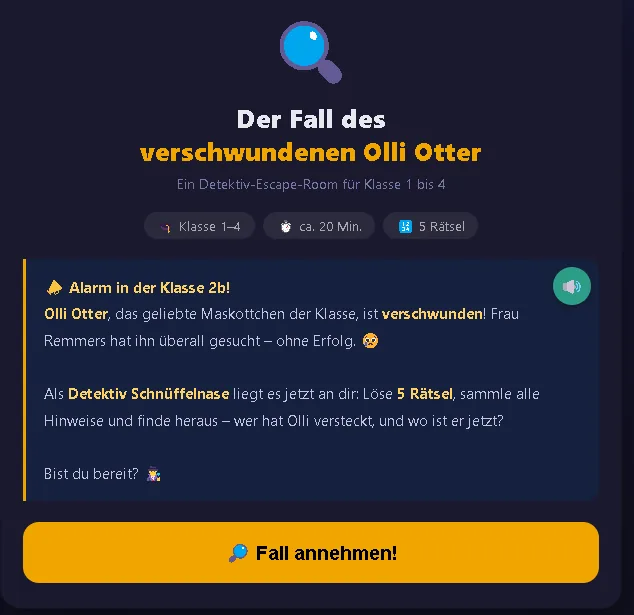 Der Fall des
verschwundenen Olli Otter
Ein Detektiv-Escape-Room für Klasse 1 bis 4
Klasse 1–4
ca. 20 Min.
5 Rätsel
Alarm in der Klasse 2b!
Olli Otter, das geliebte Maskottchen der Klasse, ist verschwunden! Frau
Remmers hat ihn überall gesucht – ohne Erfolg. 😢
Als Detektiv Schnüffelnase liegt es jetzt an dir: Löse 5 Rätsel, sammle alle
Hinweise und finde heraus – wer hat Olli versteckt, und wo ist er jetzt?
Bist du bereit?
Fall annehmen!